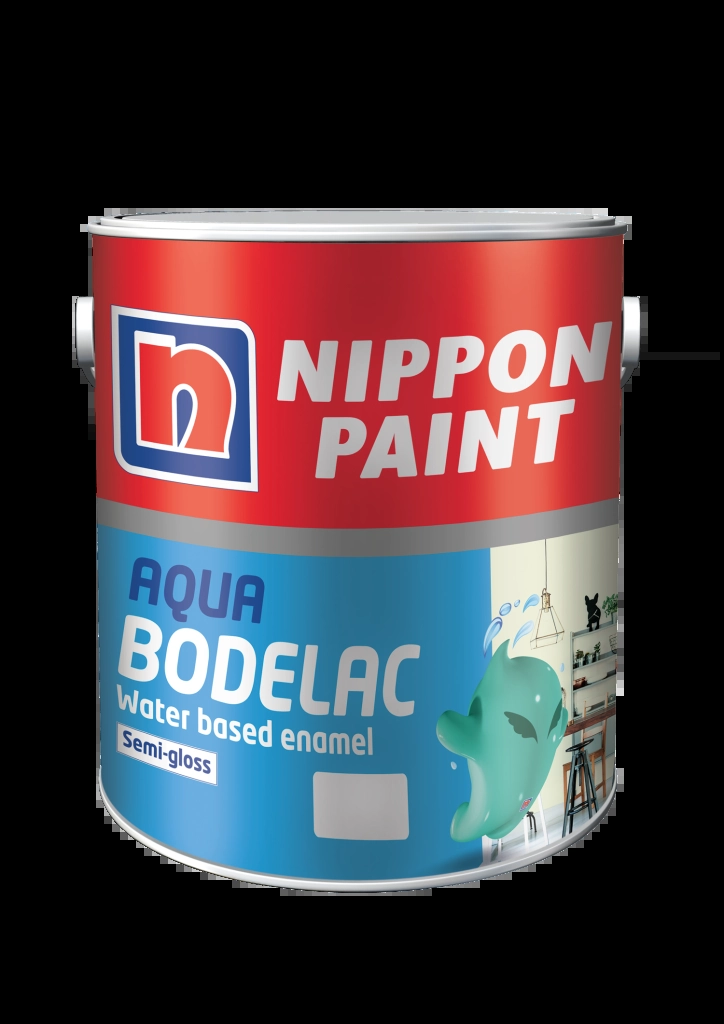 n
NIPPON
PAINT
AQUA
BODELAC
Water based enamel
Semi-gloss